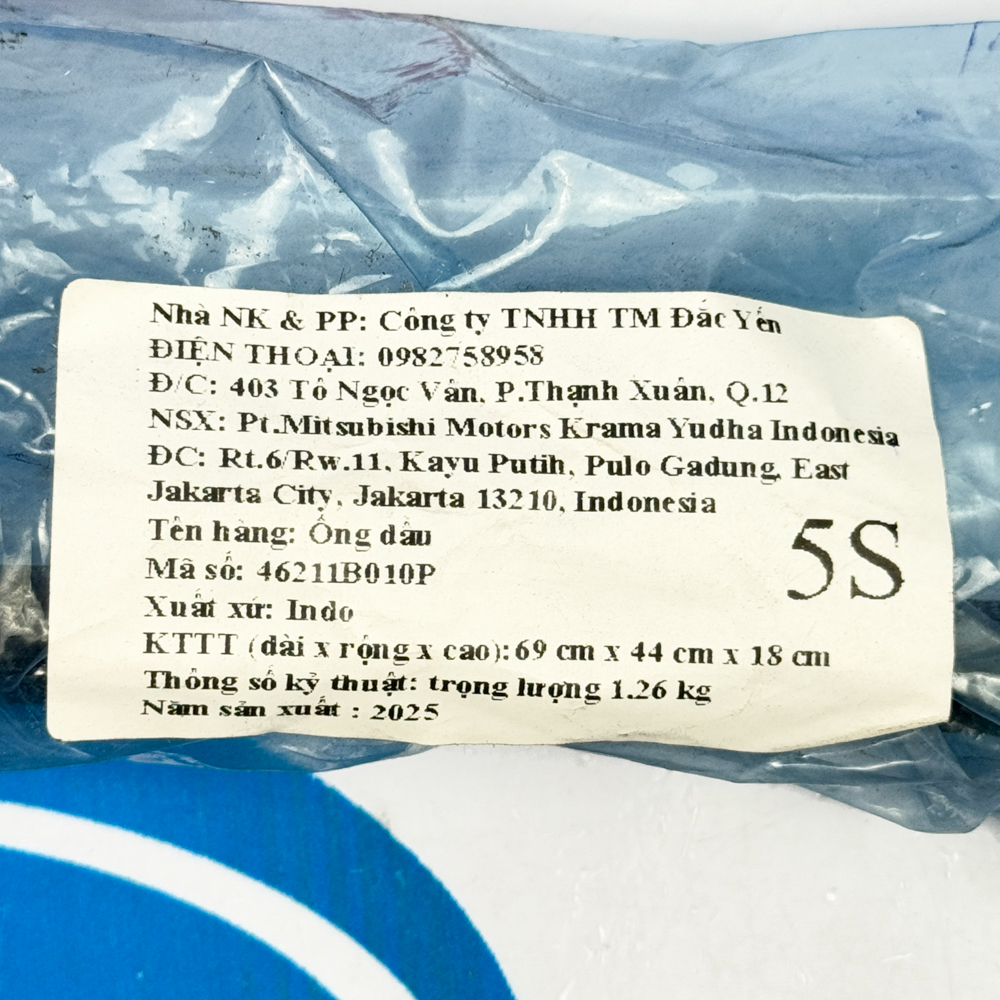 Nhà NK & PP: Công ty TNHH TM Đắc Yến
ĐIỆN THOẠI: 0982758958
Đ/C: 403 Tô Ngọc Vân, P.Thạnh Xuân, Q.12
NSX: Pt.Mitsubishi Motors Krama Yudha Indonesia
ĐC: Rt.6/Rw.11, Kayu Putih, Pulo Gadung, East
Jakarta City, Jakarta 13210, Indonesia
Tên hàng: Ống dầu
Mã số: 46211B010P
Xuất xứ: Indo
5S
KTTT (dài x rộng x cao): 69 cm x 44 cm x 18 cm
Thông số kỹ thuật: trọng lượng 1.26 kg
Năm sản xuất : 2025